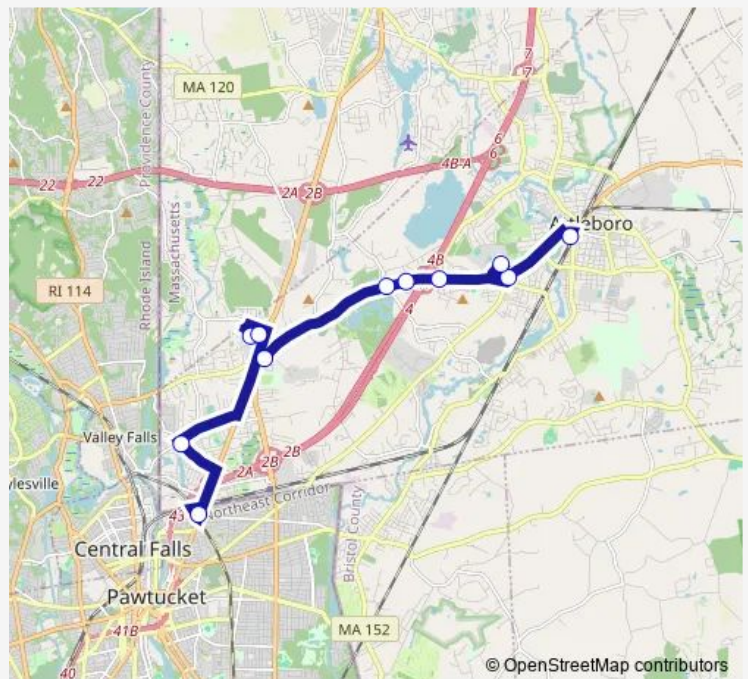 7
7
MA 120
Providence County
6
6
4B-A
22
22
2A 2B
Massachusetts
Rhode Island
Attleboro
4B
RI 114
4
Valley Falls
2B
2B
2A
ylesville
43
Northeast Corridor
Central Falls
Bristol County
Pawtucket
41B
MA 152
40
© OpenStreetMap contributors